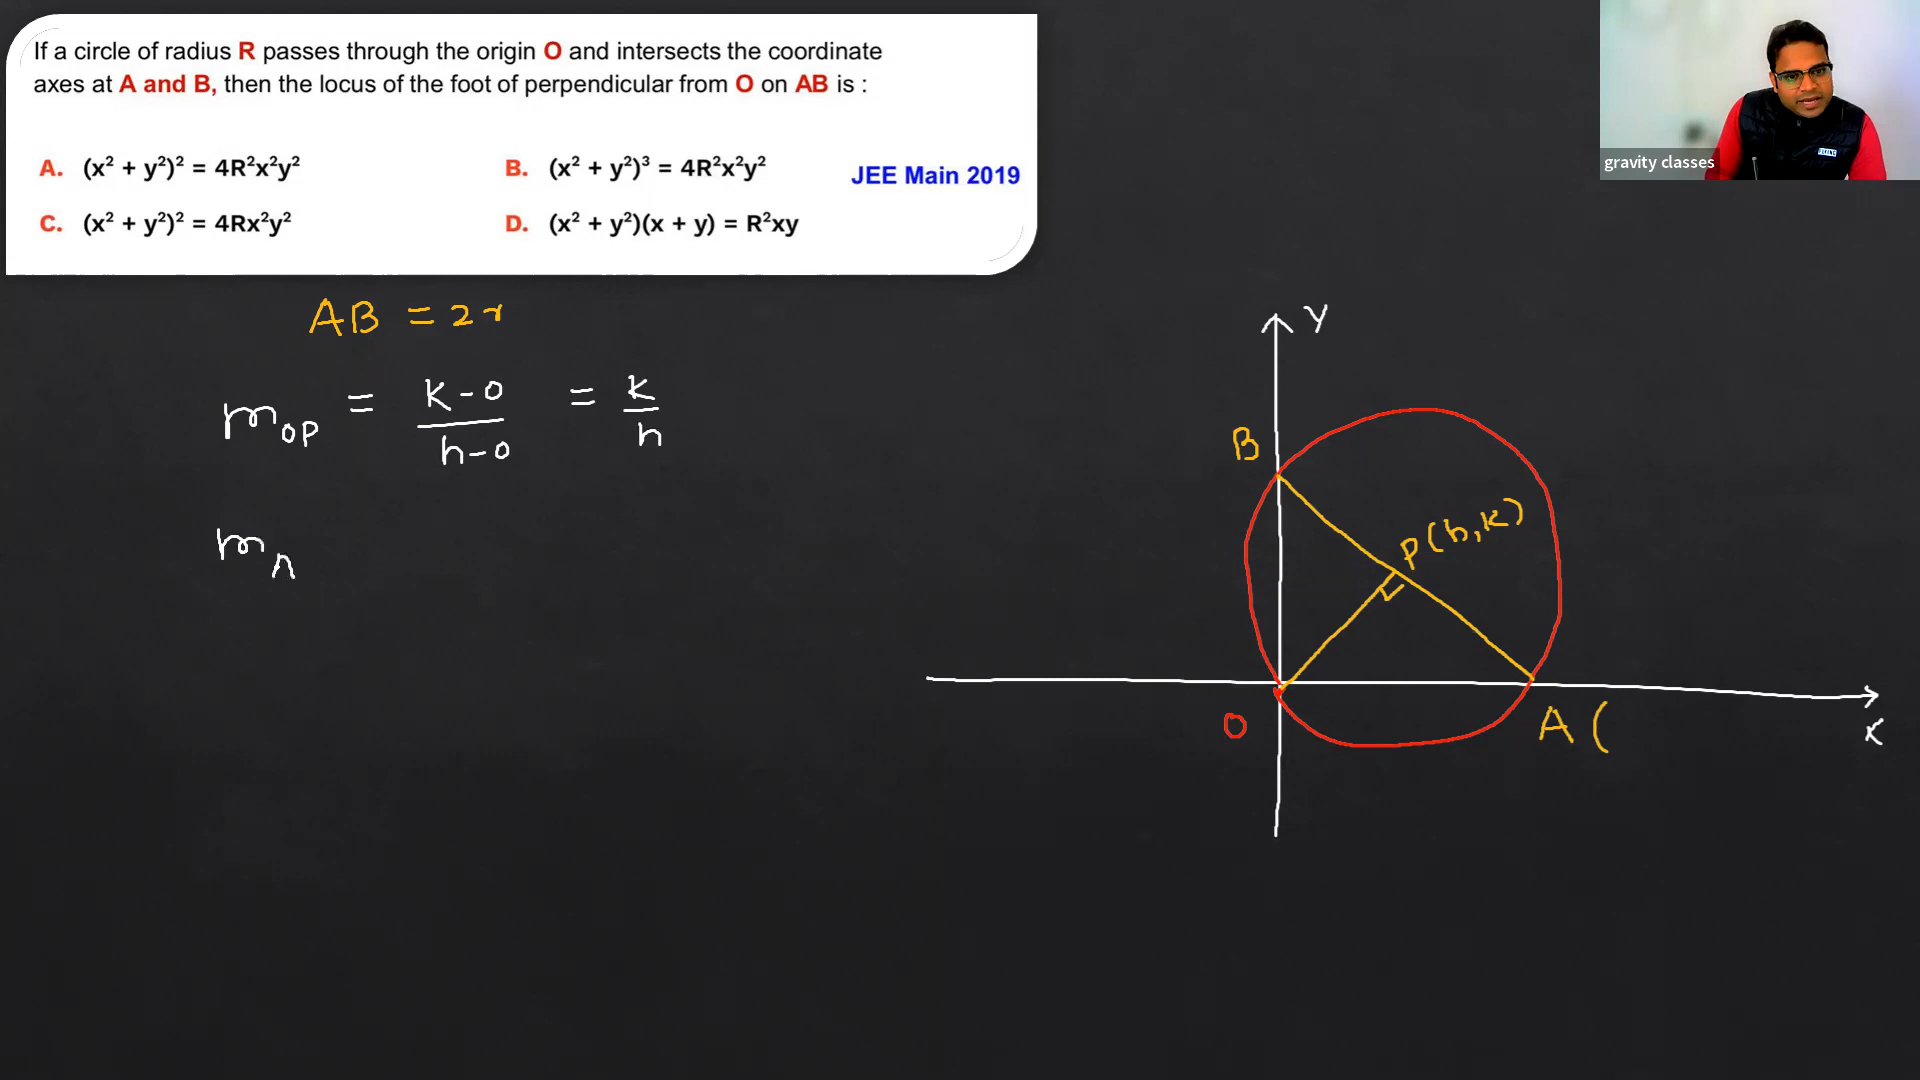 If a circle of radius R passes through the origin O and intersects the coordinate
axes at A and B, then the locus of the foot of perpendicular from O on AB is :
A. (x² + y²)² = 4R²x²y²
B. (x² + y²)³ = 4R²x²y²
JEE Main 2019
C. (x² + y²)² = 4Rx²y²
D. (x² + y²)(x + y) = R²xy
gravity classes
AB = 2r
m_OP = (k-0)/(h-0) = k/h
m_A
Y
B
P(h,k)
O
A (
X